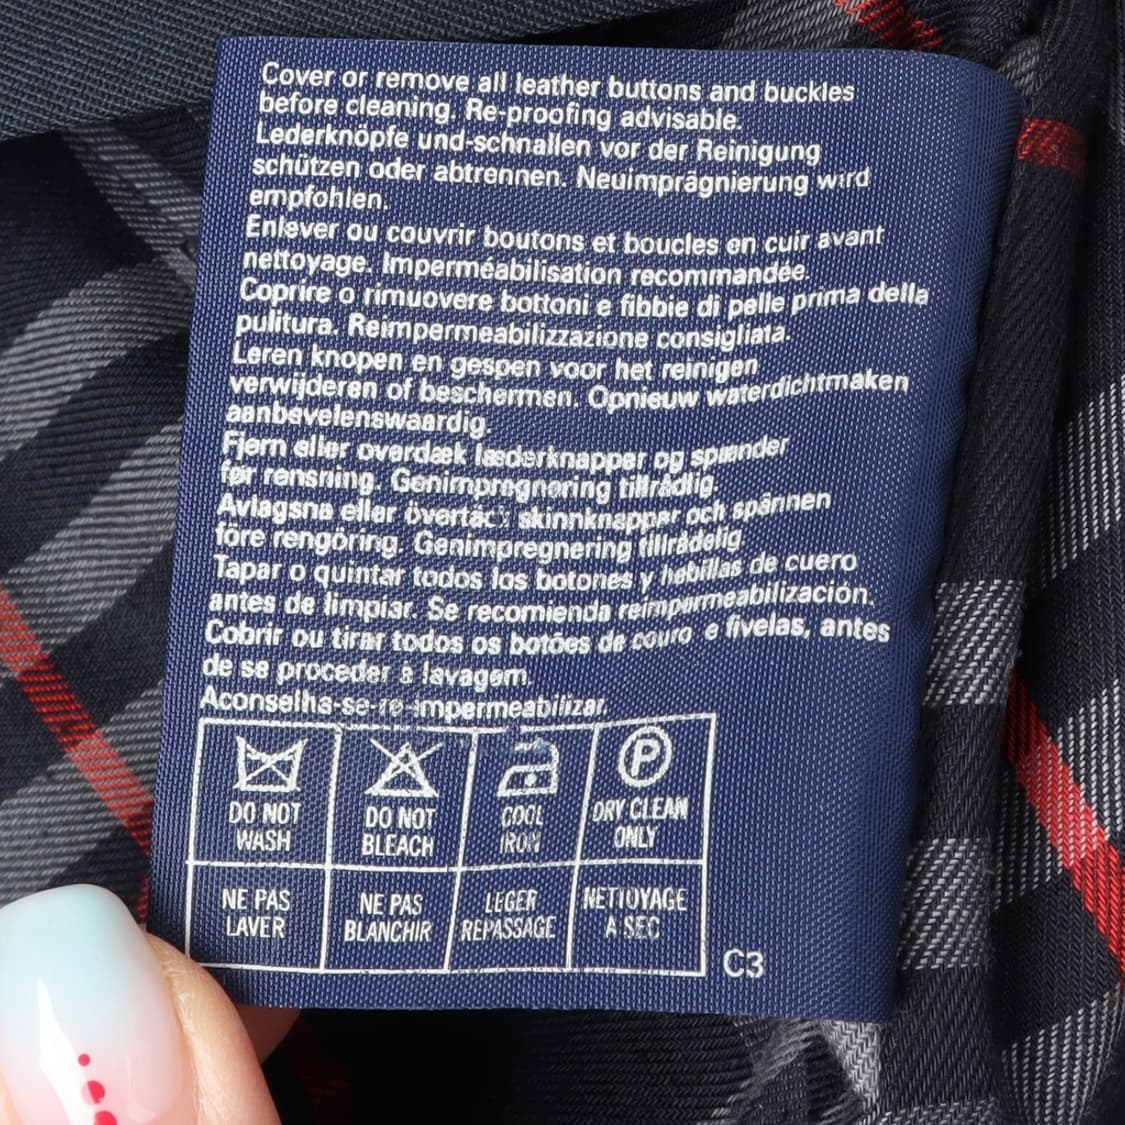 Cover or remove all leather buttons and buckles
before cleaning. Re-proofing advisable.
Lederknöpfe und-schnallen vor der Reinigung
schützen oder abtrennen. Neuimprägnierung wird
empfohlen.
Enlever ou couvrir boutons et boucles en cuir avant
nettoyage. Imperméabilisation recommandée.
Coprire o rimuovere bottoni e fibbie di pelle prima della
pulitura. Reimpermeabilizzazione consigliata.
Leren knopen en gespen voor het reinigen
verwijderen of beschermen. Opnieuw waterdichtmaken
aanbevelenswaardig.
Fjern eller overdæk læderknapper og spænder
før rensning. Genimprognering tillrådlig.
Avlagsna eller skinnknappar och spännen
före rengöring. Genimpregnering tillrådelig
Tapar o quintar todos los botones y hebillas de cuero
antes de limpiar. Se recomienda reimpermeabilización.
Cobrir ou tirar todos os botões de couro e fivelas, antes
de se proceder à lavagem.
Aconselha-se-re-impermeabilizar.
P
DO NOT WASH
DO NOT BLEACH
COOL IRON
DRY CLEAN ONLY
NE PAS LAVER
NE PAS BLANCHIR
LEGER REPASSAGE
NETTOYAGE A SEC
C3